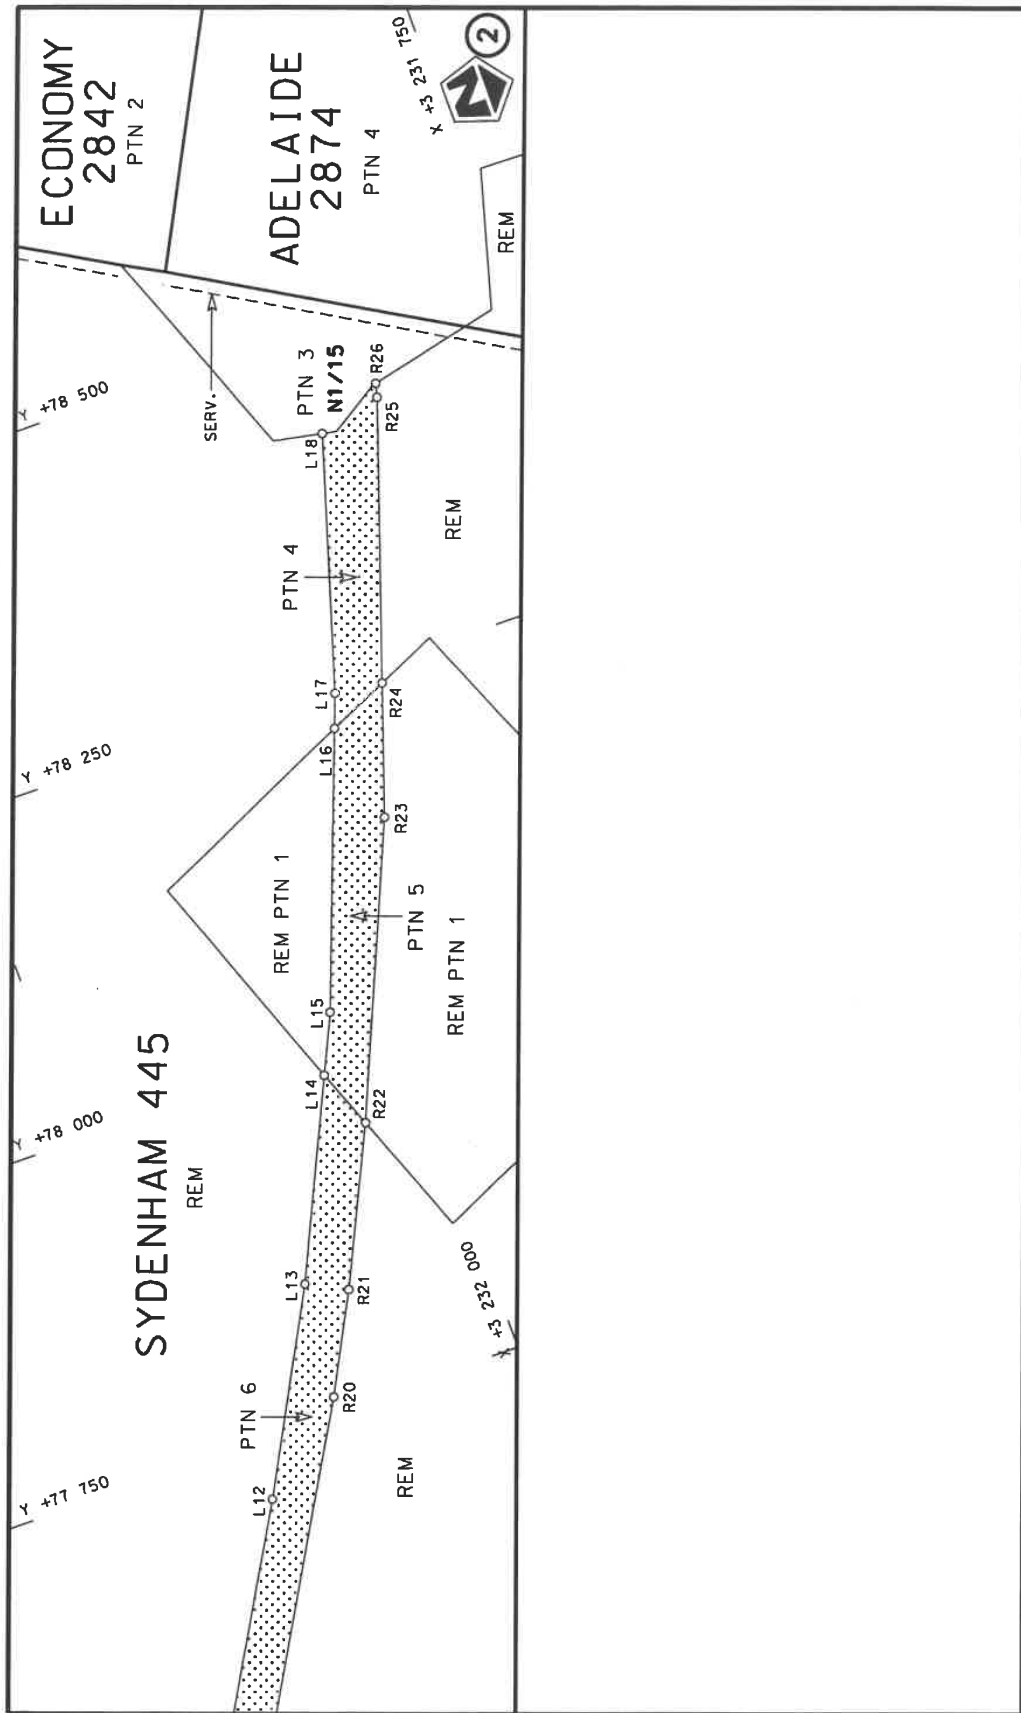 ECONOMY
2842
PTN 2
ADELAIDE
2874
PTN 4
X +3 231 750
N
2
REM
Y +78 500
SERV.
PTN 3
N1/15
L18
R26
R25
PTN 4
REM
L17
L16
R24
Y +78 250
R23
REM PTN 1
PTN 5
REM PTN 1
L15
L14
R22
Y +78 000
SYDENHAM 445
REM
L13
R21
X +3 232 000
PTN 6
R20
L12
REM
Y +77 750